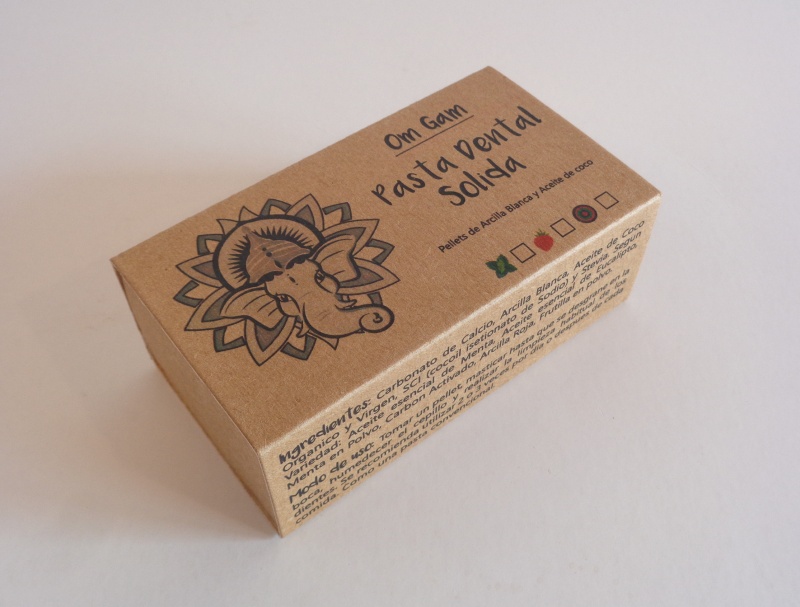 Om Gam
Pasta Dental
Solida
Pellets de Arcilla Blanca y Aceite de coco
Ingredientes: Carbonato de Calcio, Arcilla Blanca, Aceite de Coco
Organico y Virgen, SCI (cocoil isetionato de Sodio) y Stevia. Segun
Variedad: Aceite esencial de Menta, Aceite esencial de Eucalipto,
Menta en Polvo, Carbon Activado, Arcilla Roja, Frutilla en polvo.
Modo de uso: Tomar un pellet, masticar hasta que se desgrane en la
boca, humedecer el cepillo y realizar la limpieza habitual de los
dientes. Se recomienda utilizar 2 o 3 veces por dia o despues de cada
comida. Como una pasta convencional.